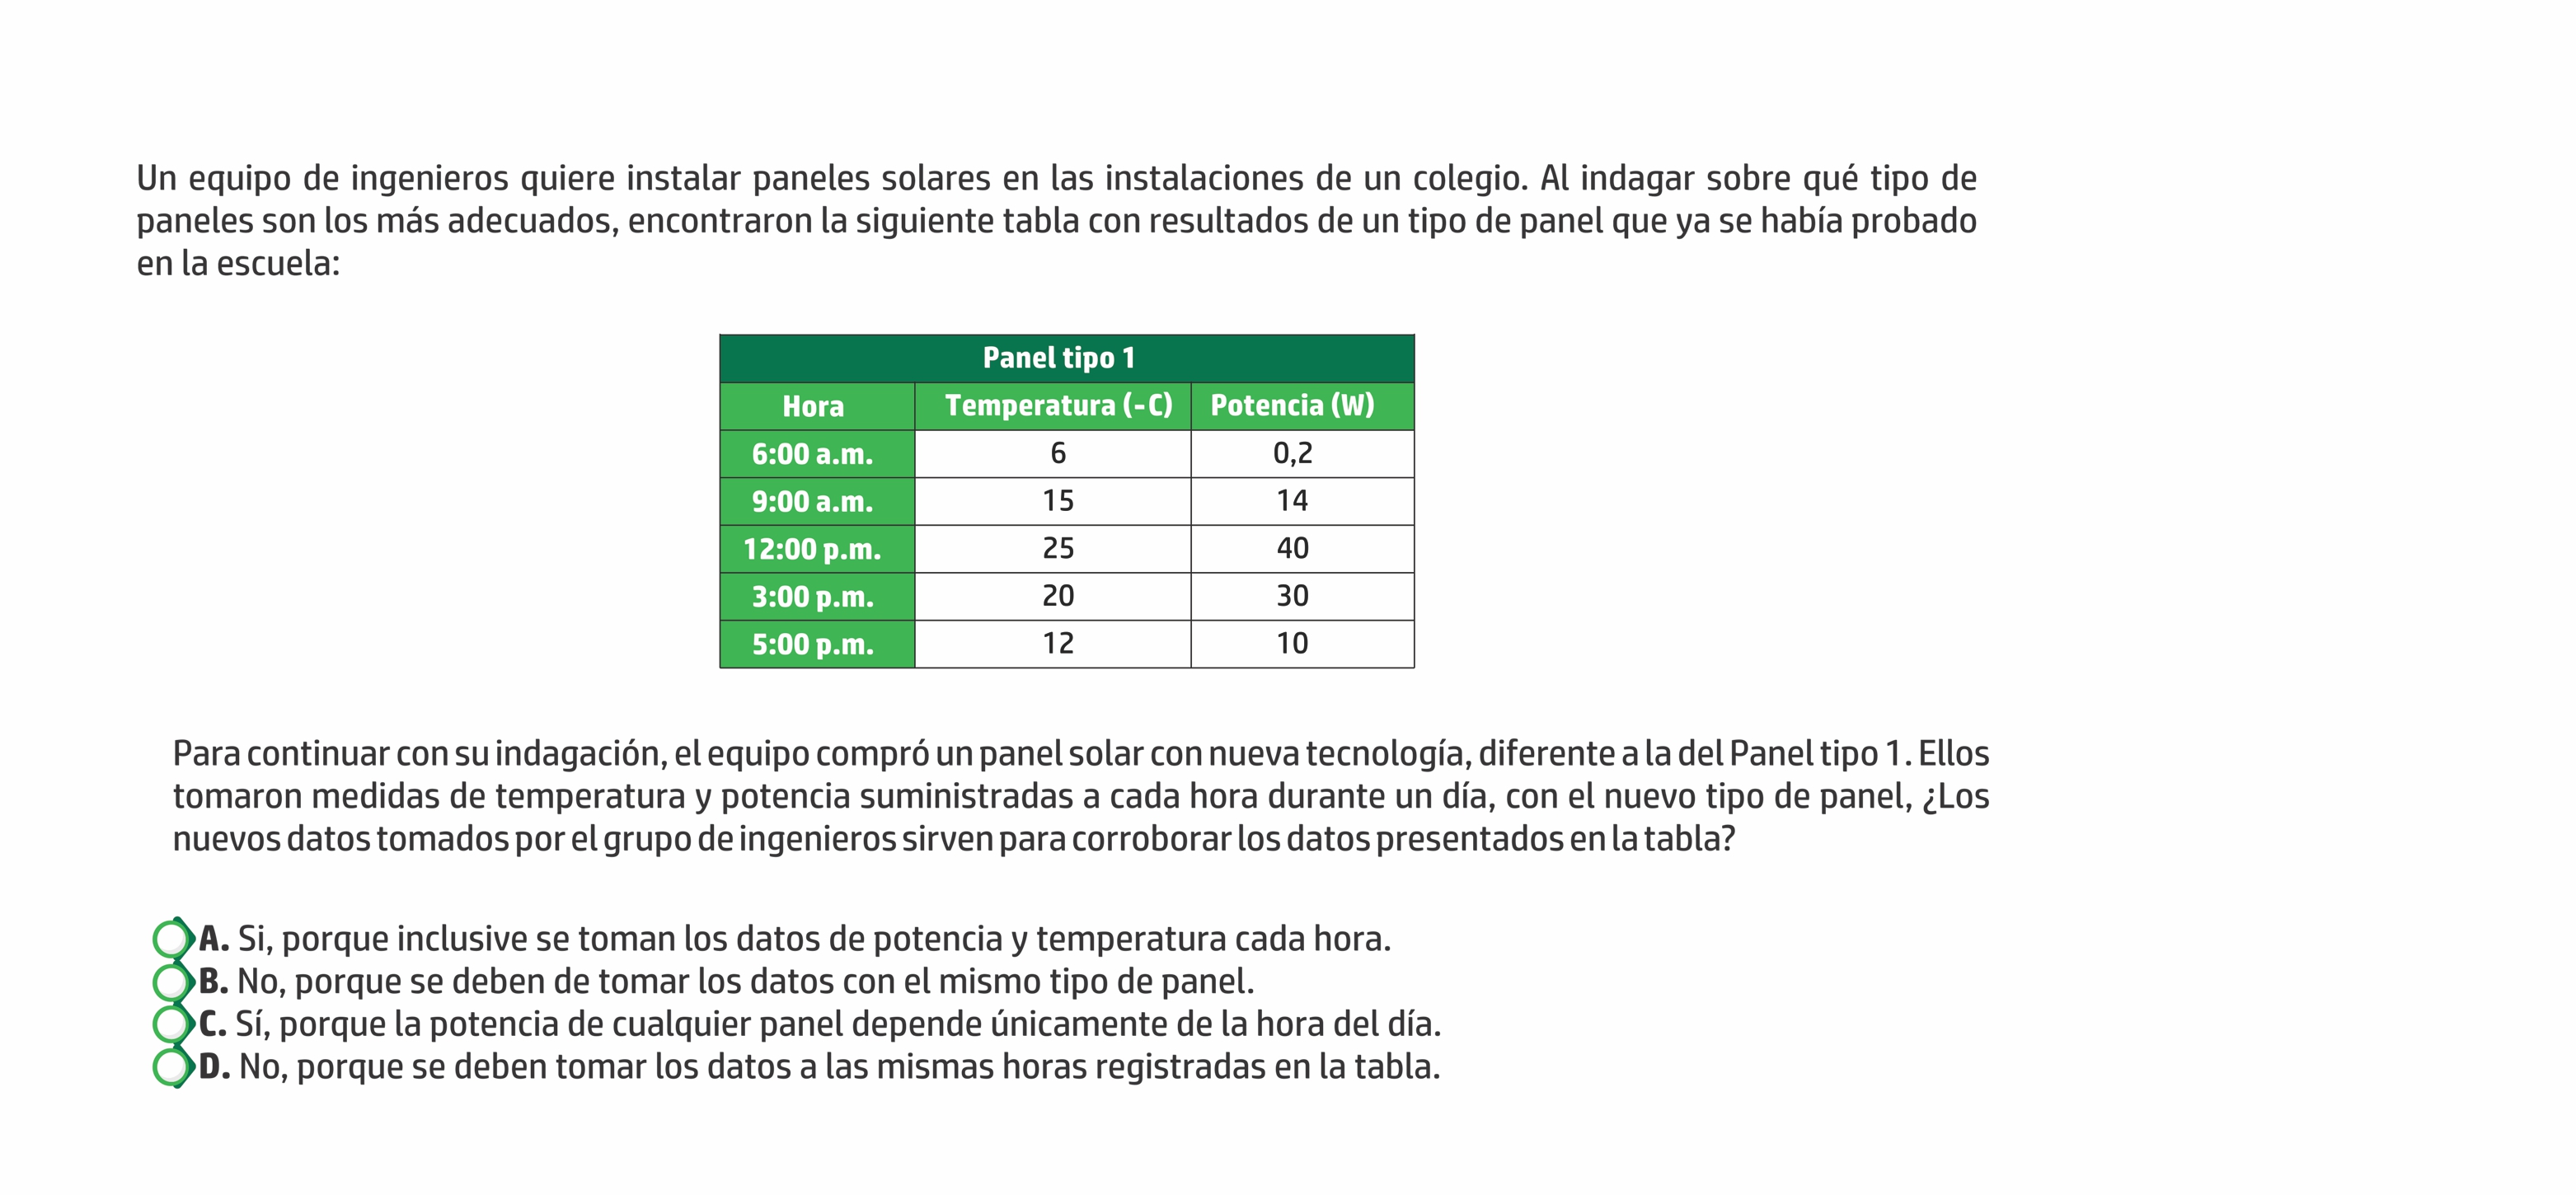 Un equipo de ingenieros quiere instalar paneles solares en las instalaciones de un colegio. Al indagar sobre qué tipo de
paneles son los más adecuados, encontraron la siguiente tabla con resultados de un tipo de panel que ya se había probado
en la escuela:
Panel tipo 1
Hora Temperatura (-C) Potencia (W)
6:00 a.m. 6 0,2
9:00 a.m. 15 14
12:00 p.m. 25 40
3:00 p.m. 20 30
5:00 p.m. 12 10
Para continuar con su indagación, el equipo compró un panel solar con nueva tecnología, diferente a la del Panel tipo 1. Ellos
tomaron medidas de temperatura y potencia suministradas a cada hora durante un día, con el nuevo tipo de panel, ¿Los
nuevos datos tomados por el grupo de ingenieros sirven para corroborar los datos presentados en la tabla?
A. Si, porque inclusive se toman los datos de potencia y temperatura cada hora.
B. No, porque se deben de tomar los datos con el mismo tipo de panel.
C. Sí, porque la potencia de cualquier panel depende únicamente de la hora del día.
D. No, porque se deben tomar los datos a las mismas horas registradas en la tabla.